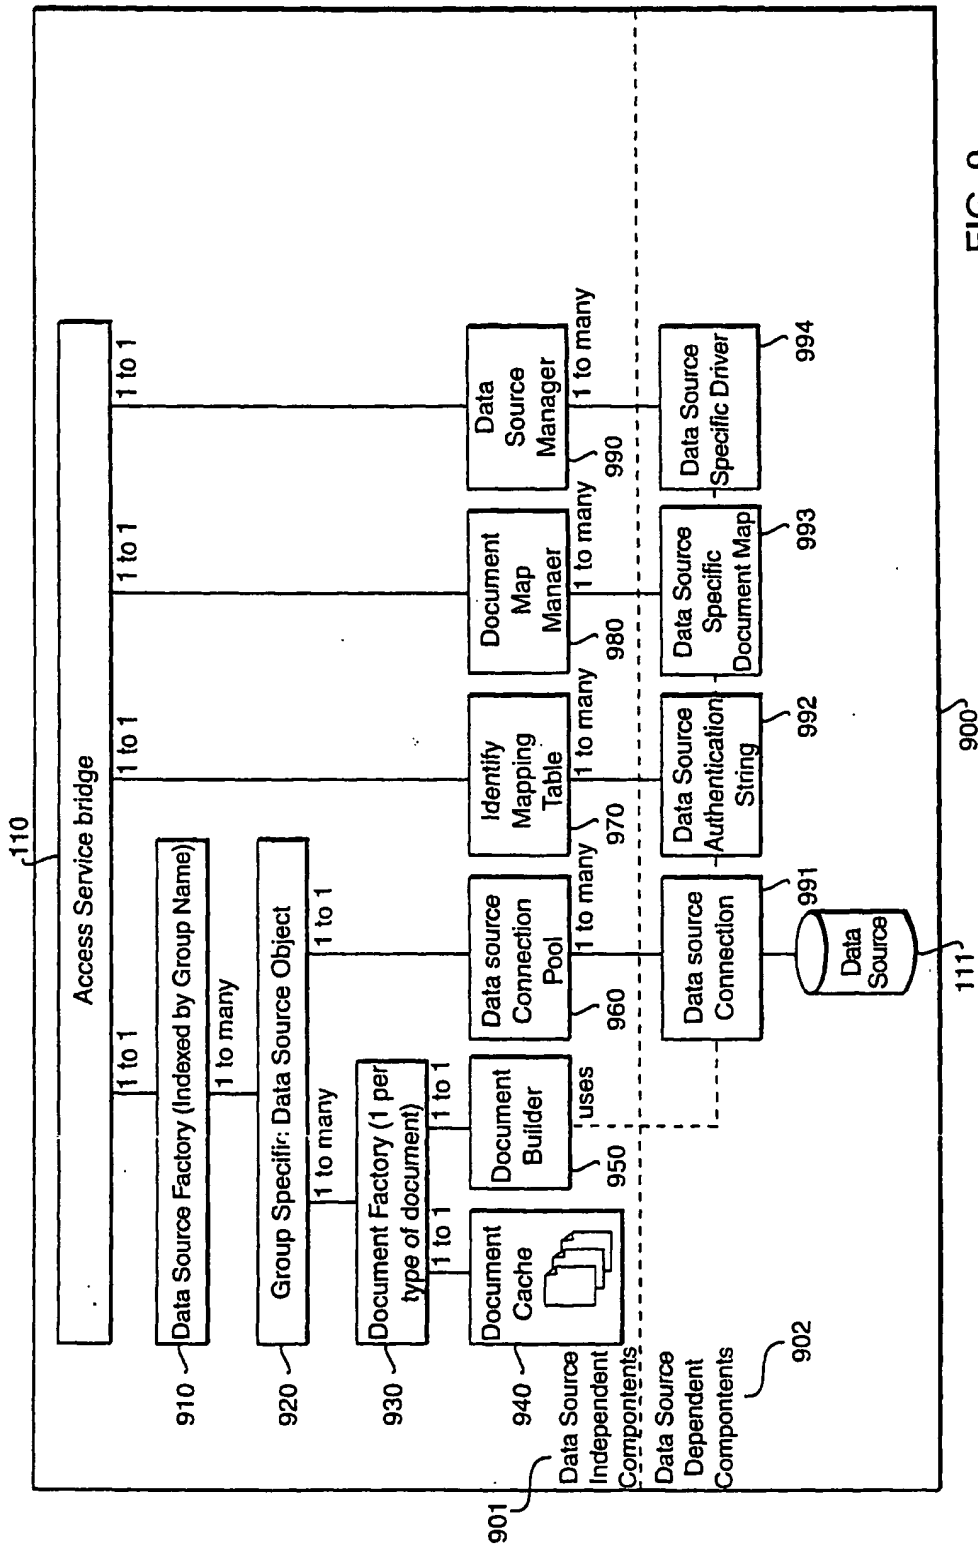 110
Access Service bridge
1 to 1
1 to 1
1 to 1
1 to 1
910
Data Source Factory (Indexed by Group Name)
1 to many
920
Group Specific: Data Source Object
1 to many
1 to 1
930
Document Factory (1 per
type of document)
1 to 1
1 to 1
940
Document
Cache
Document
Builder
950
uses
Data source
Connection
Pool
960
1 to many
Identify
Mapping
Table
970
1 to many
Document
Map
Manaer
980
1 to many
Data
Source
Manager
990
1 to many
901
Data Source
Independent
Compontents
Data Source
Dependent
Compontents
902
Data source
Connection
991
Data Source
Authentication
String
992
Data Source
Specific
Document Map
993
Data Source
Specific Driver
994
Data
Source
111
900